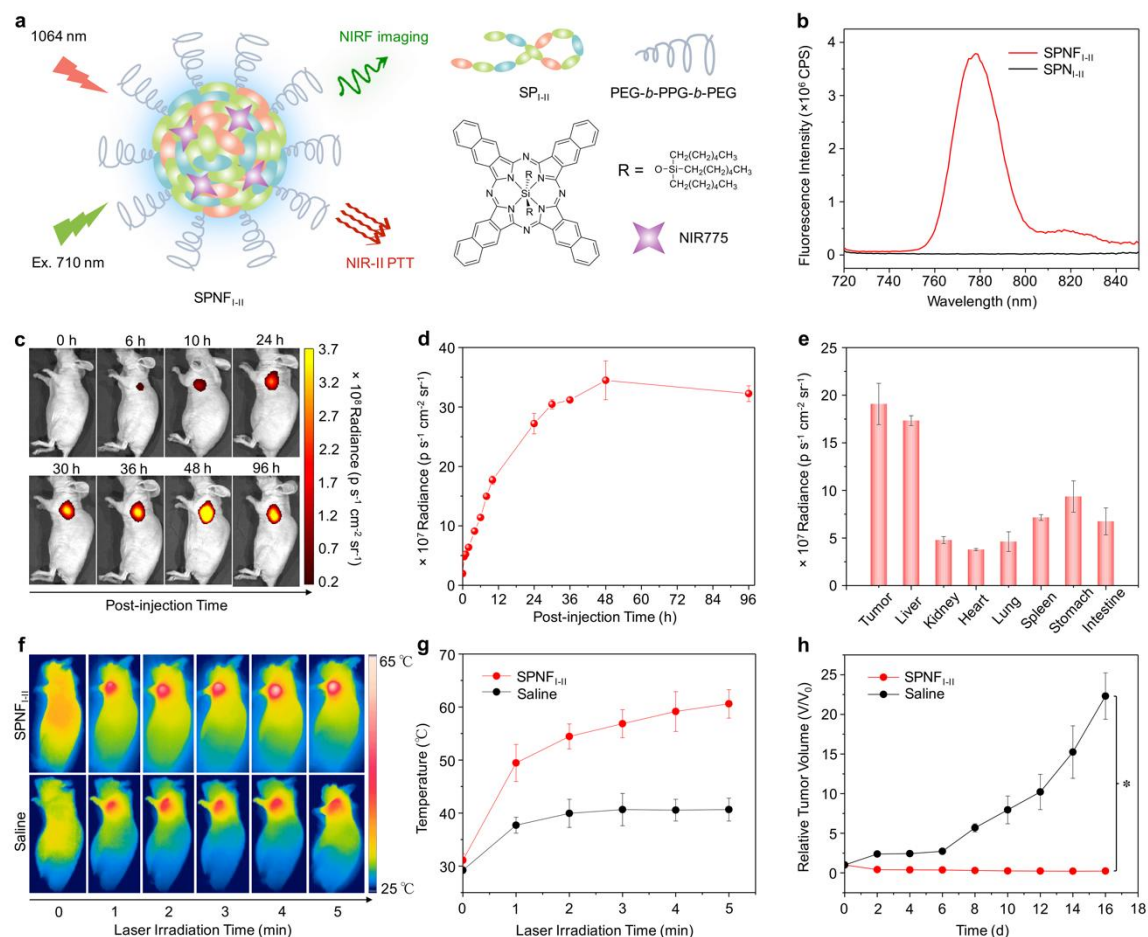 a
1064 nm
NIRF imaging
Ex. 710 nm
NIR-II PTT
SPNF_I-II
SP_I-II
PEG-b-PPG-b-PEG
N
N
N
N
N
N
N
N
Si
R
R
R =
CH₂(CH₂)₄CH₃
O-Si-CH₂(CH₂)₄CH₃
CH₂(CH₂)₄CH₃
NIR775
b
Fluorescence Intensity (×10⁶ CPS)
4
3
2
1
0
SPNF_I-II
SPN_I-II
720 740 760 780 800 820 840
Wavelength (nm)
c
0 h 6 h 10 h 24 h
30 h 36 h 48 h 96 h
Post-injection Time
3.7
3.2
2.7
2.2
1.7
1.2
0.7
0.2
× 10⁸ Radiance (p s⁻¹ cm⁻² sr⁻¹)
d
× 10⁷ Radiance (p s⁻¹ cm⁻² sr⁻¹)
40
30
20
10
0
0 12 24 36 48 60 72 84 96
Post-injection Time (h)
e
× 10⁷ Radiance (p s⁻¹ cm⁻² sr⁻¹)
25
20
15
10
5
0
Tumor Liver Kidney Heart Lung Spleen Stomach Intestine
f
SPNF_I-II
Saline
65 ℃
25 ℃
0 1 2 3 4 5
Laser Irradiation Time (min)
g
Temperature (℃)
70
60
50
40
30
SPNF_I-II
Saline
0 1 2 3 4 5
Laser Irradiation Time (min)
h
Relative Tumor Volume (V/V₀)
25
20
15
10
5
0
SPNF_I-II
Saline
*
0 2 4 6 8 10 12 14 16 18
Time (d)